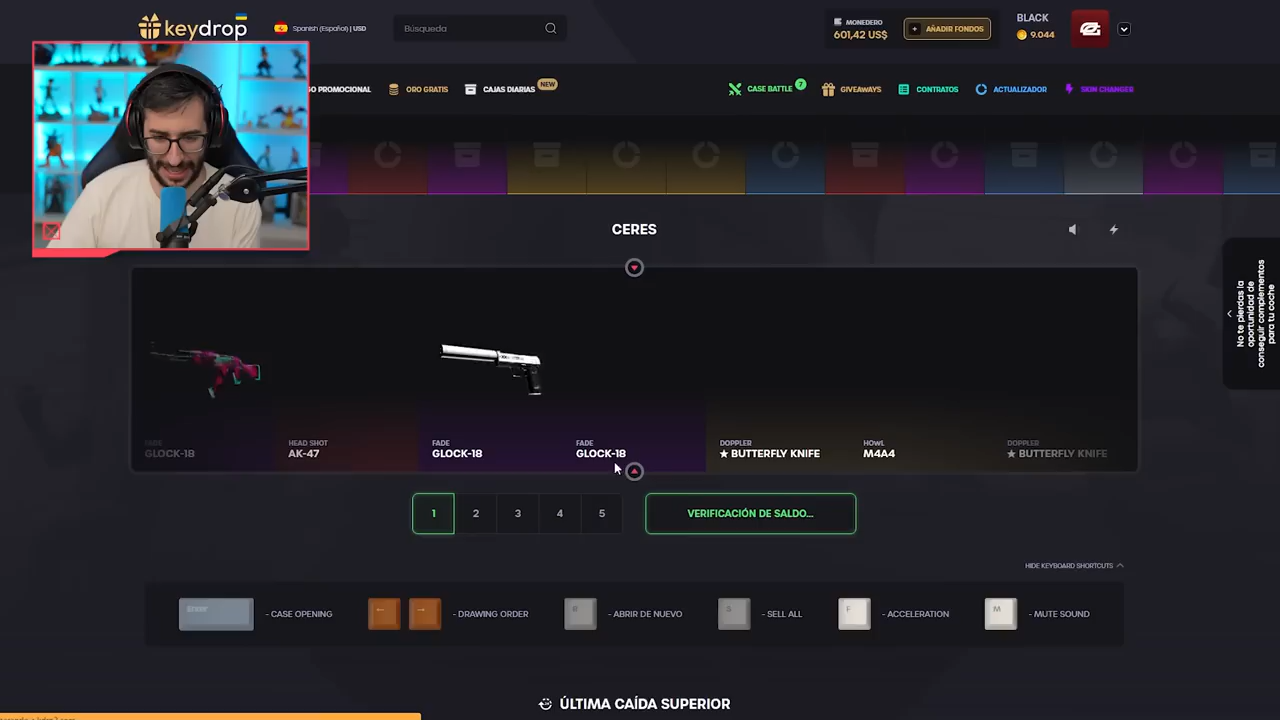 keydrop
Spanish (Español) | USD
Búsqueda
MONEDERO
601,42 US$
+ AÑADIR FONDOS
BLACK
9.044
GO PROMOCIONAL
ORO GRATIS
CAJAS DIARIAS
NEW
CASE BATTLE
7
GIVEAWAYS
CONTRATOS
ACTUALIZADOR
SKIN CHANGER
CERES
No te pierdas la
oportunidad de
conseguir complementos
para tu coche
FADE
GLOCK-18
HEAD SHOT
AK-47
FADE
GLOCK-18
FADE
GLOCK-18
DOPPLER
★ BUTTERFLY KNIFE
HOWL
M4A4
DOPPLER
★ BUTTERFLY KNIFE
1
2
3
4
5
VERIFICACIÓN DE SALDO...
HIDE KEYBOARD SHORTCUTS
- CASE OPENING
← →
- DRAWING ORDER
R
- ABRIR DE NUEVO
S
- SELL ALL
F
- ACCELERATION
M
- MUTE SOUND
ÚLTIMA CAÍDA SUPERIOR